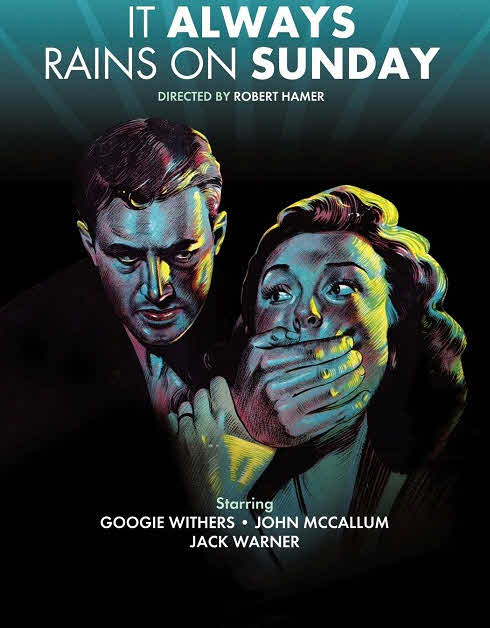 IT ALWAYS
RAINS ON SUNDAY
DIRECTED BY ROBERT HAMER
Starring
GOOGIE WITHERS • JOHN MCCALLUM
JACK WARNER